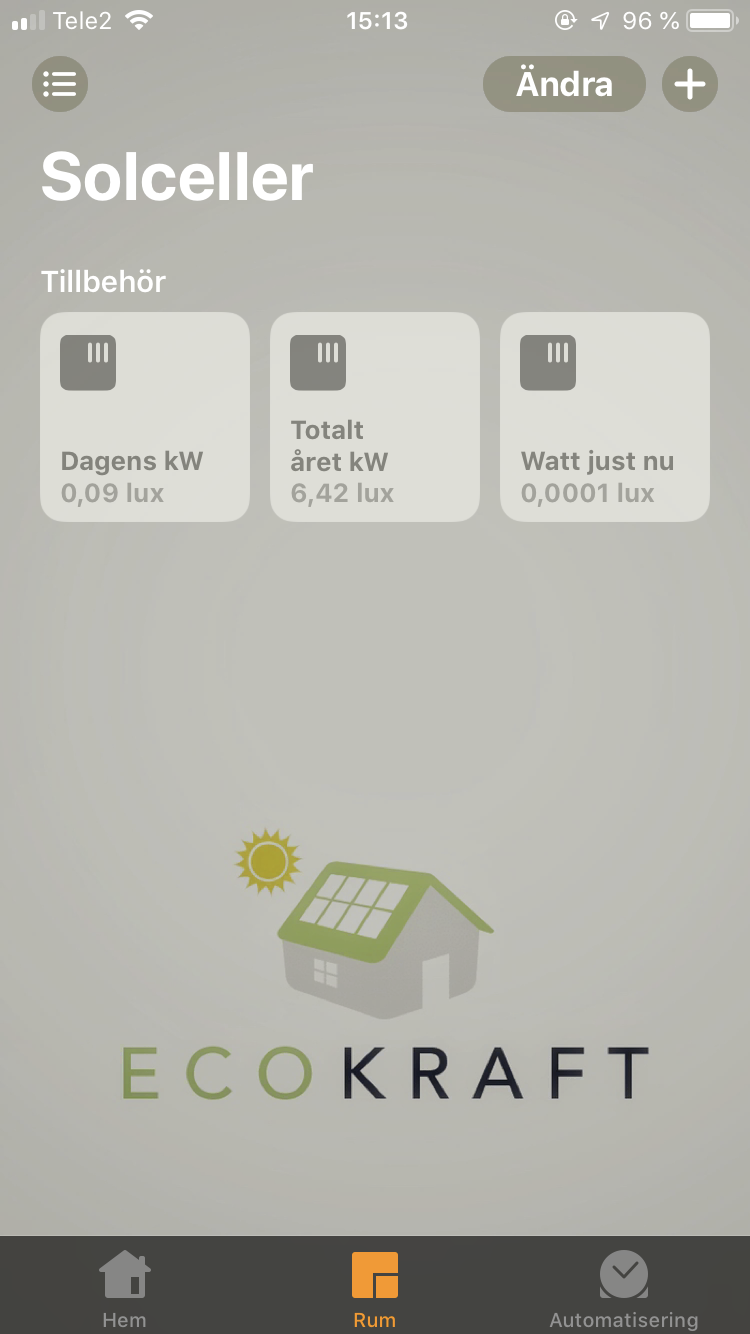 Tele2 15:13 96 %
Ändra
Solceller
Tillbehör
Dagens kW
0,09 lux
Totalt
året kW
6,42 lux
Watt just nu
0,0001 lux
ECOKRAFT
Hem Rum Automatisering